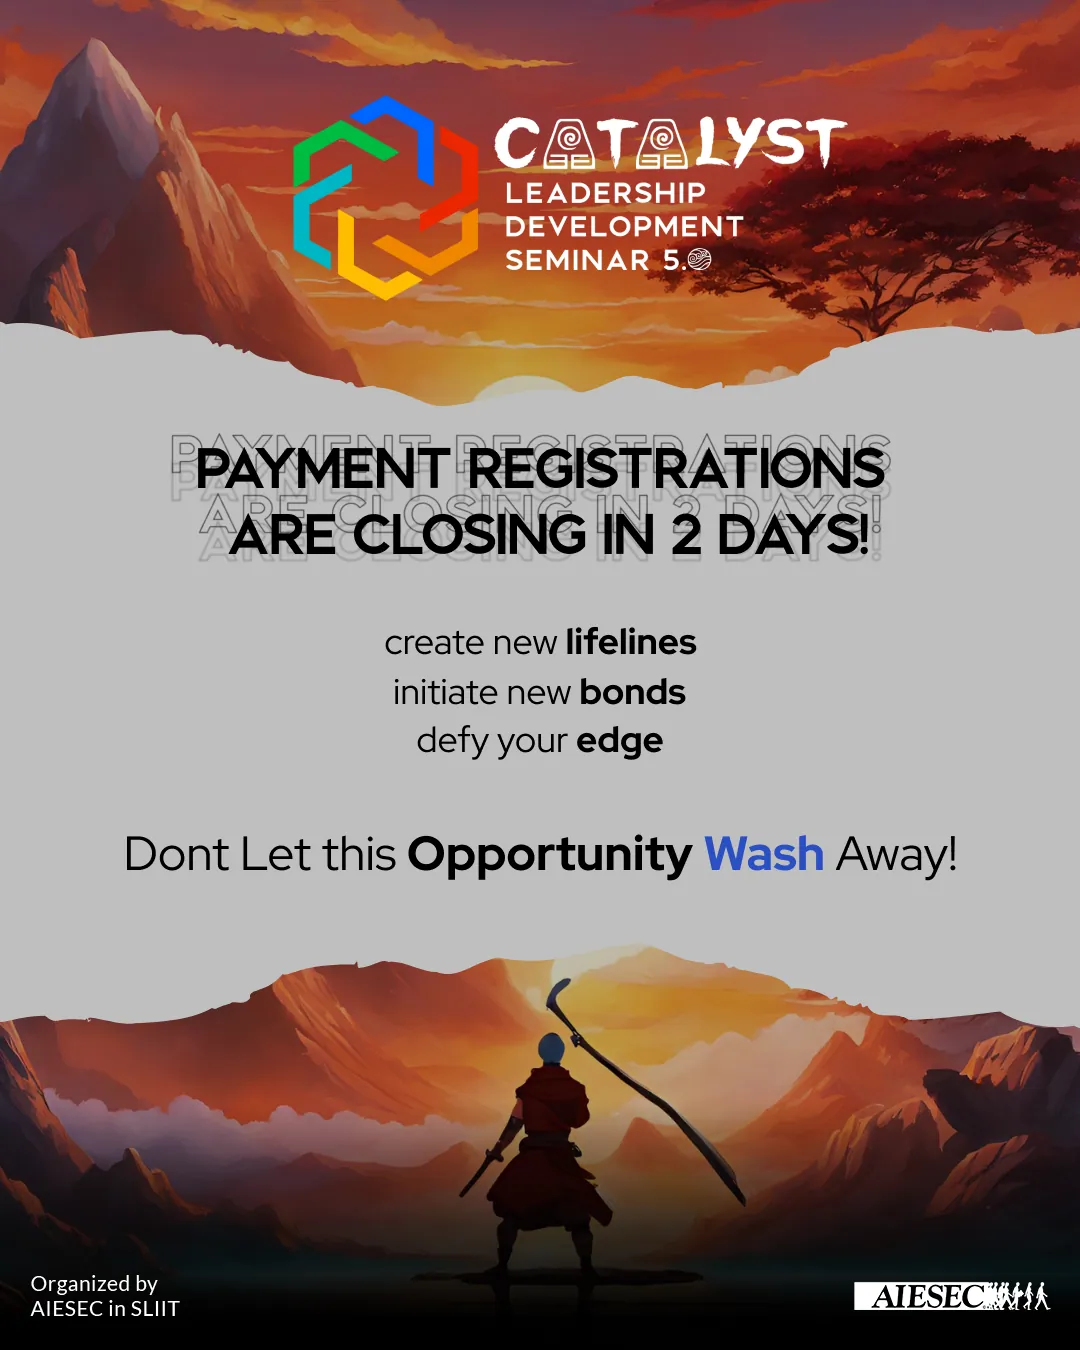 CATALYST
LEADERSHIP
DEVELOPMENT
SEMINAR 5.0
PAYMENT REGISTRATIONS
ARE CLOSING IN 2 DAYS!
create new lifelines
initiate new bonds
defy your edge
Dont Let this Opportunity Wash Away!
Organized by
AIESEC in SLIIT
AIESEC